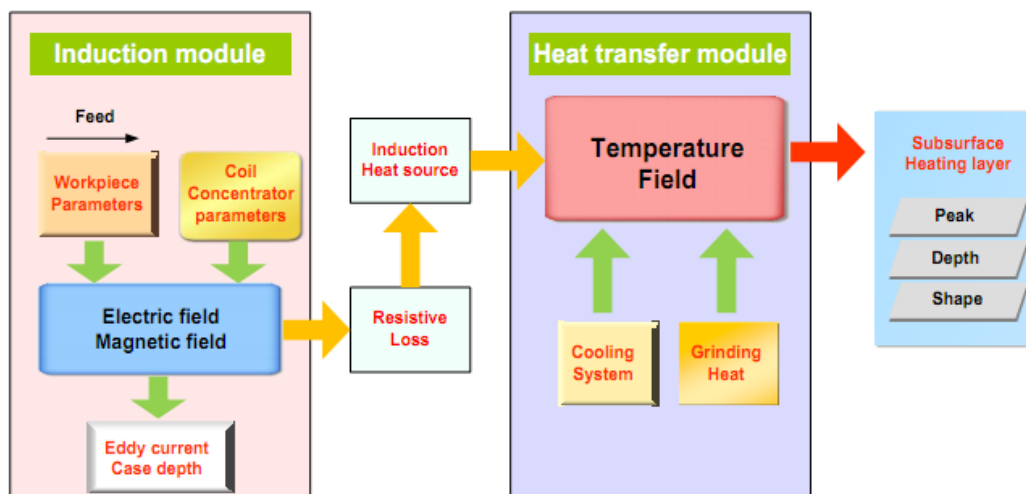 Induction module
Feed
Workpiece
Parameters
Coil
Concentrator
parameters
Electric field
Magnetic field
Eddy current
Case depth
Induction
Heat source
Resistive
Loss
Heat transfer module
Temperature
Field
Cooling
System
Grinding
Heat
Subsurface
Heating layer
Peak
Depth
Shape